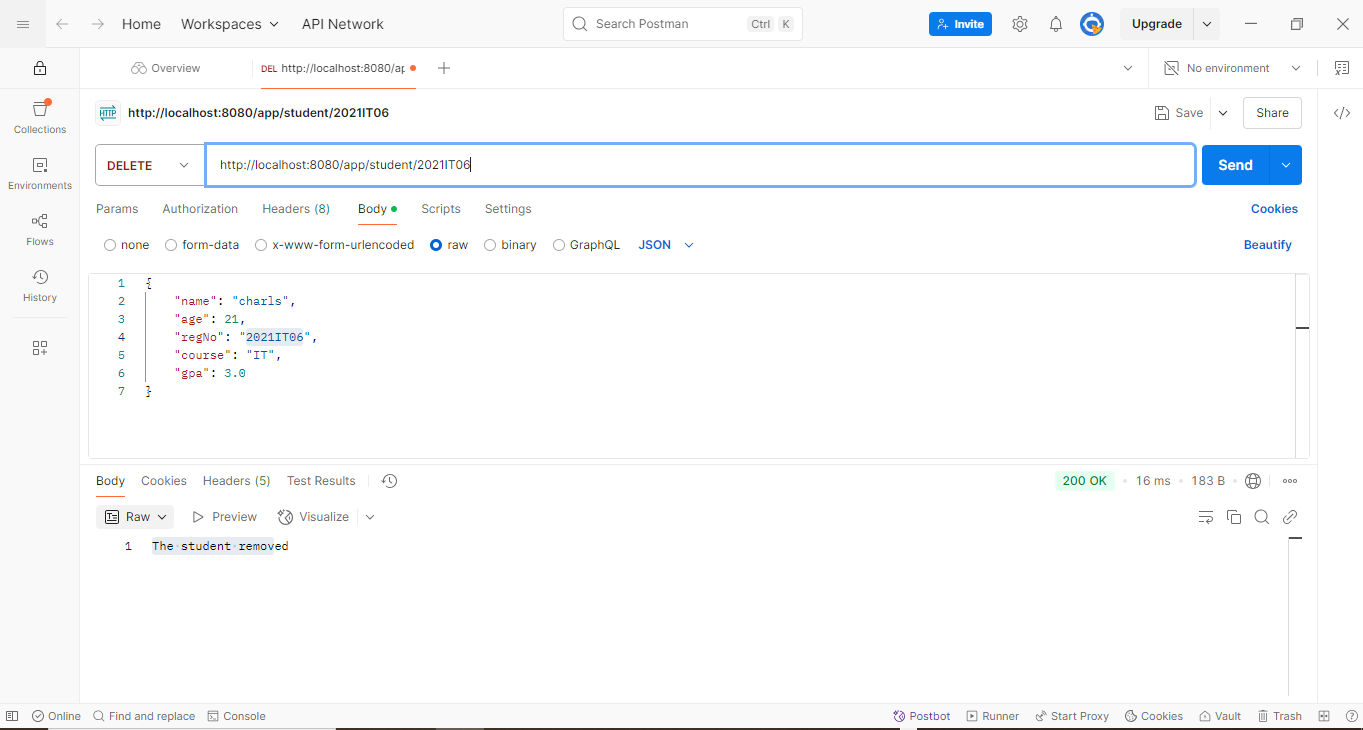 Home Workspaces API Network Search Postman Ctrl K Invite Upgrade
Overview DEL http://localhost:8080/ap No environment
HTTP http://localhost:8080/app/student/2021IT06 Save Share
Collections
DELETE http://localhost:8080/app/student/2021IT06 Send
Environments
Params Authorization Headers (8) Body Scripts Settings Cookies
Flows
none form-data x-www-form-urlencoded raw binary GraphQL JSON Beautify
History
1 {
2 "name": "charls",
3 "age": 21,
4 "regNo": "2021IT06",
5 "course": "IT",
6 "gpa": 3.0
7 }
Body Cookies Headers (5) Test Results 200 OK • 16 ms • 183 B •
Raw Preview Visualize
1 The·student·removed
Online Find and replace Console Postbot Runner Start Proxy Cookies Vault Trash